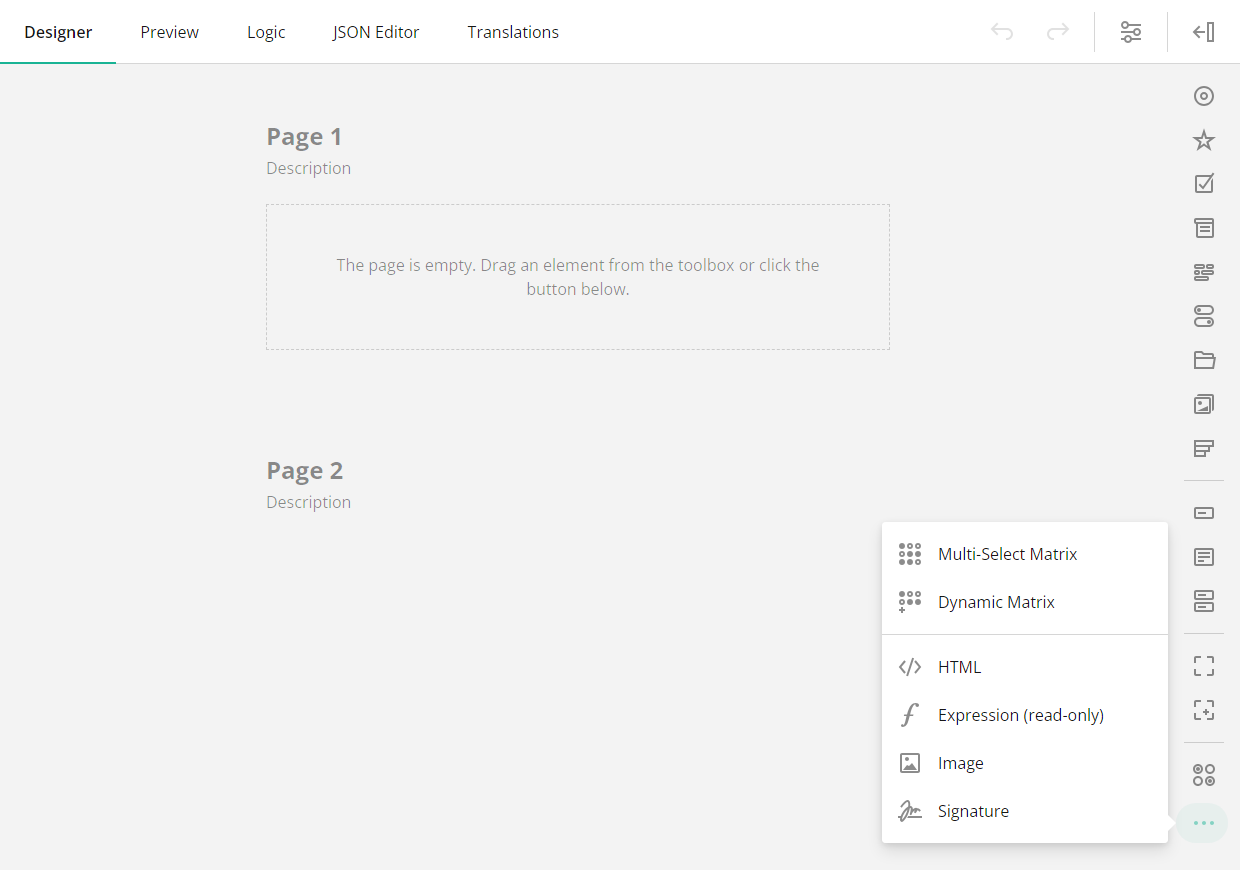 Designer
Preview
Logic
JSON Editor
Translations
Page 1
Description
The page is empty. Drag an element from the toolbox or click the
button below.
Page 2
Description
Multi-Select Matrix
Dynamic Matrix
HTML
Expression (read-only)
Image
Signature